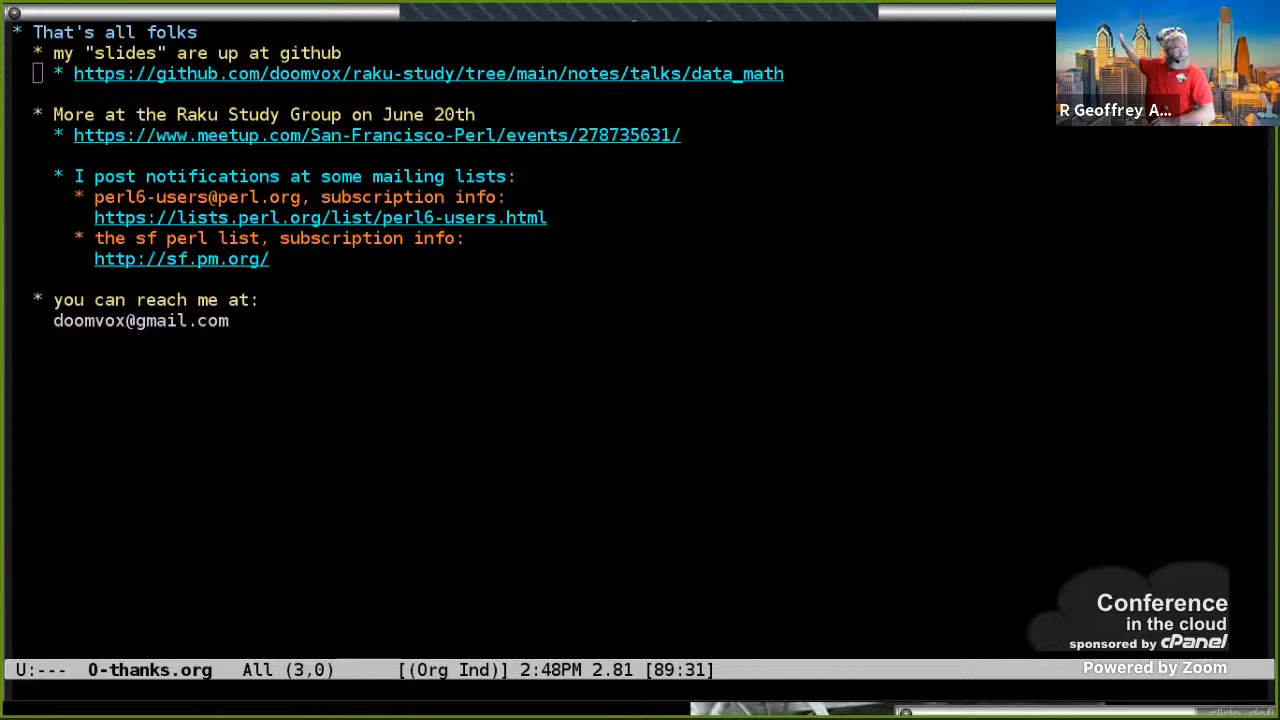 * That's all folks
* my "slides" are up at github
* https://github.com/doomvox/raku-study/tree/main/notes/talks/data_math
* More at the Raku Study Group on June 20th
* https://www.meetup.com/San-Francisco-Perl/events/278735631/
* I post notifications at some mailing lists:
* perl6-users@perl.org, subscription info:
https://lists.perl.org/list/perl6-users.html
* the sf perl list, subscription info:
http://sf.pm.org/
* you can reach me at:
doomvox@gmail.com
R Geoffrey A...
Conference
in the cloud
sponsored by cPanel
Powered by Zoom
U:--- 0-thanks.org All (3,0) [(Org Ind)] 2:48PM 2.81 [89:31]